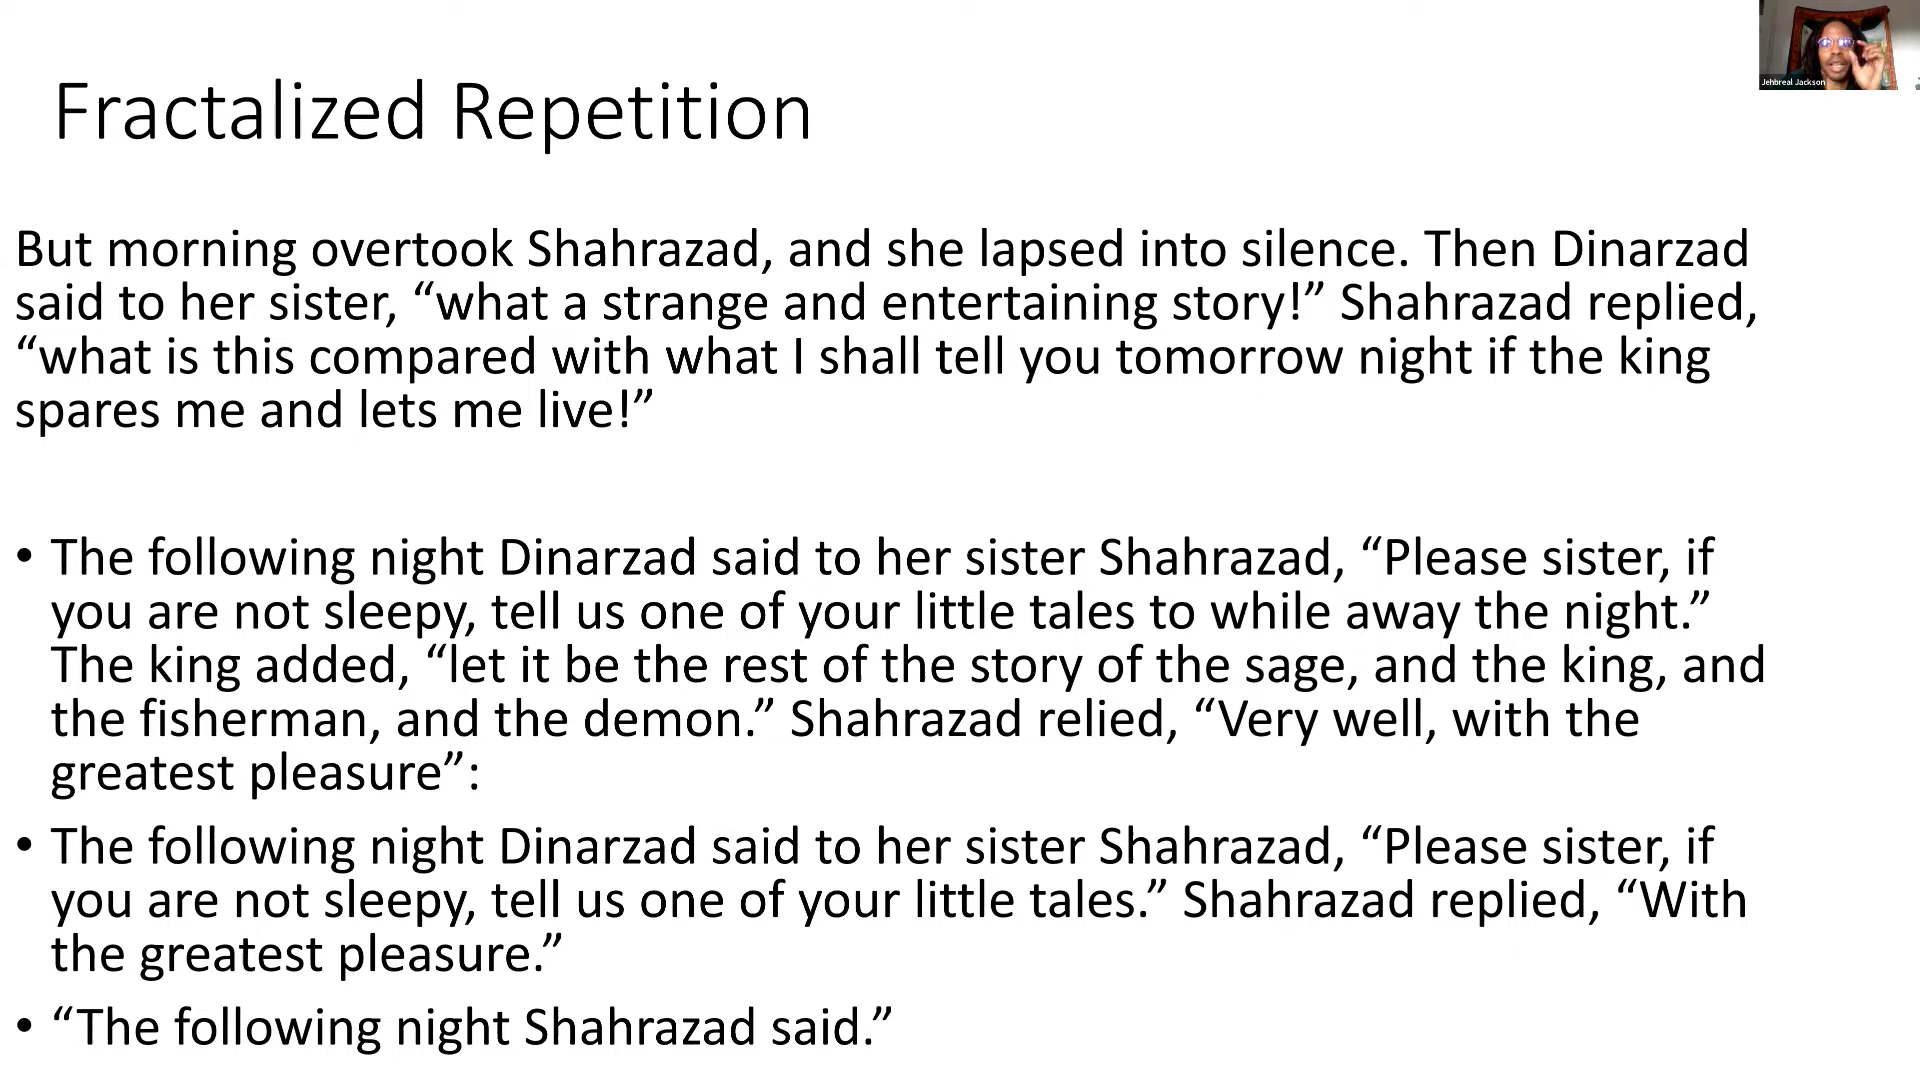 Fractalized Repetition
Jehbreal Jackson
But morning overtook Shahrazad, and she lapsed into silence. Then Dinarzad
said to her sister, “what a strange and entertaining story!” Shahrazad replied,
“what is this compared with what I shall tell you tomorrow night if the king
spares me and lets me live!”
• The following night Dinarzad said to her sister Shahrazad, “Please sister, if
you are not sleepy, tell us one of your little tales to while away the night.”
The king added, “let it be the rest of the story of the sage, and the king, and
the fisherman, and the demon.” Shahrazad relied, “Very well, with the
greatest pleasure”:
• The following night Dinarzad said to her sister Shahrazad, “Please sister, if
you are not sleepy, tell us one of your little tales.” Shahrazad replied, “With
the greatest pleasure.”
• “The following night Shahrazad said.”